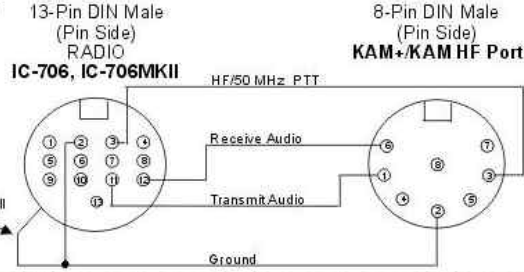 13-Pin DIN Male
(Pin Side)
RADIO
IC-706, IC-706MKII
8-Pin DIN Male
(Pin Side)
KAM+/KAM HF Port
HF/50 MHz PTT
Receive Audio
Transmit Audio
Ground
1 2 3 4
5 6 7 8
9 10 11 12
13
6 7
8
1 3
4 5
2